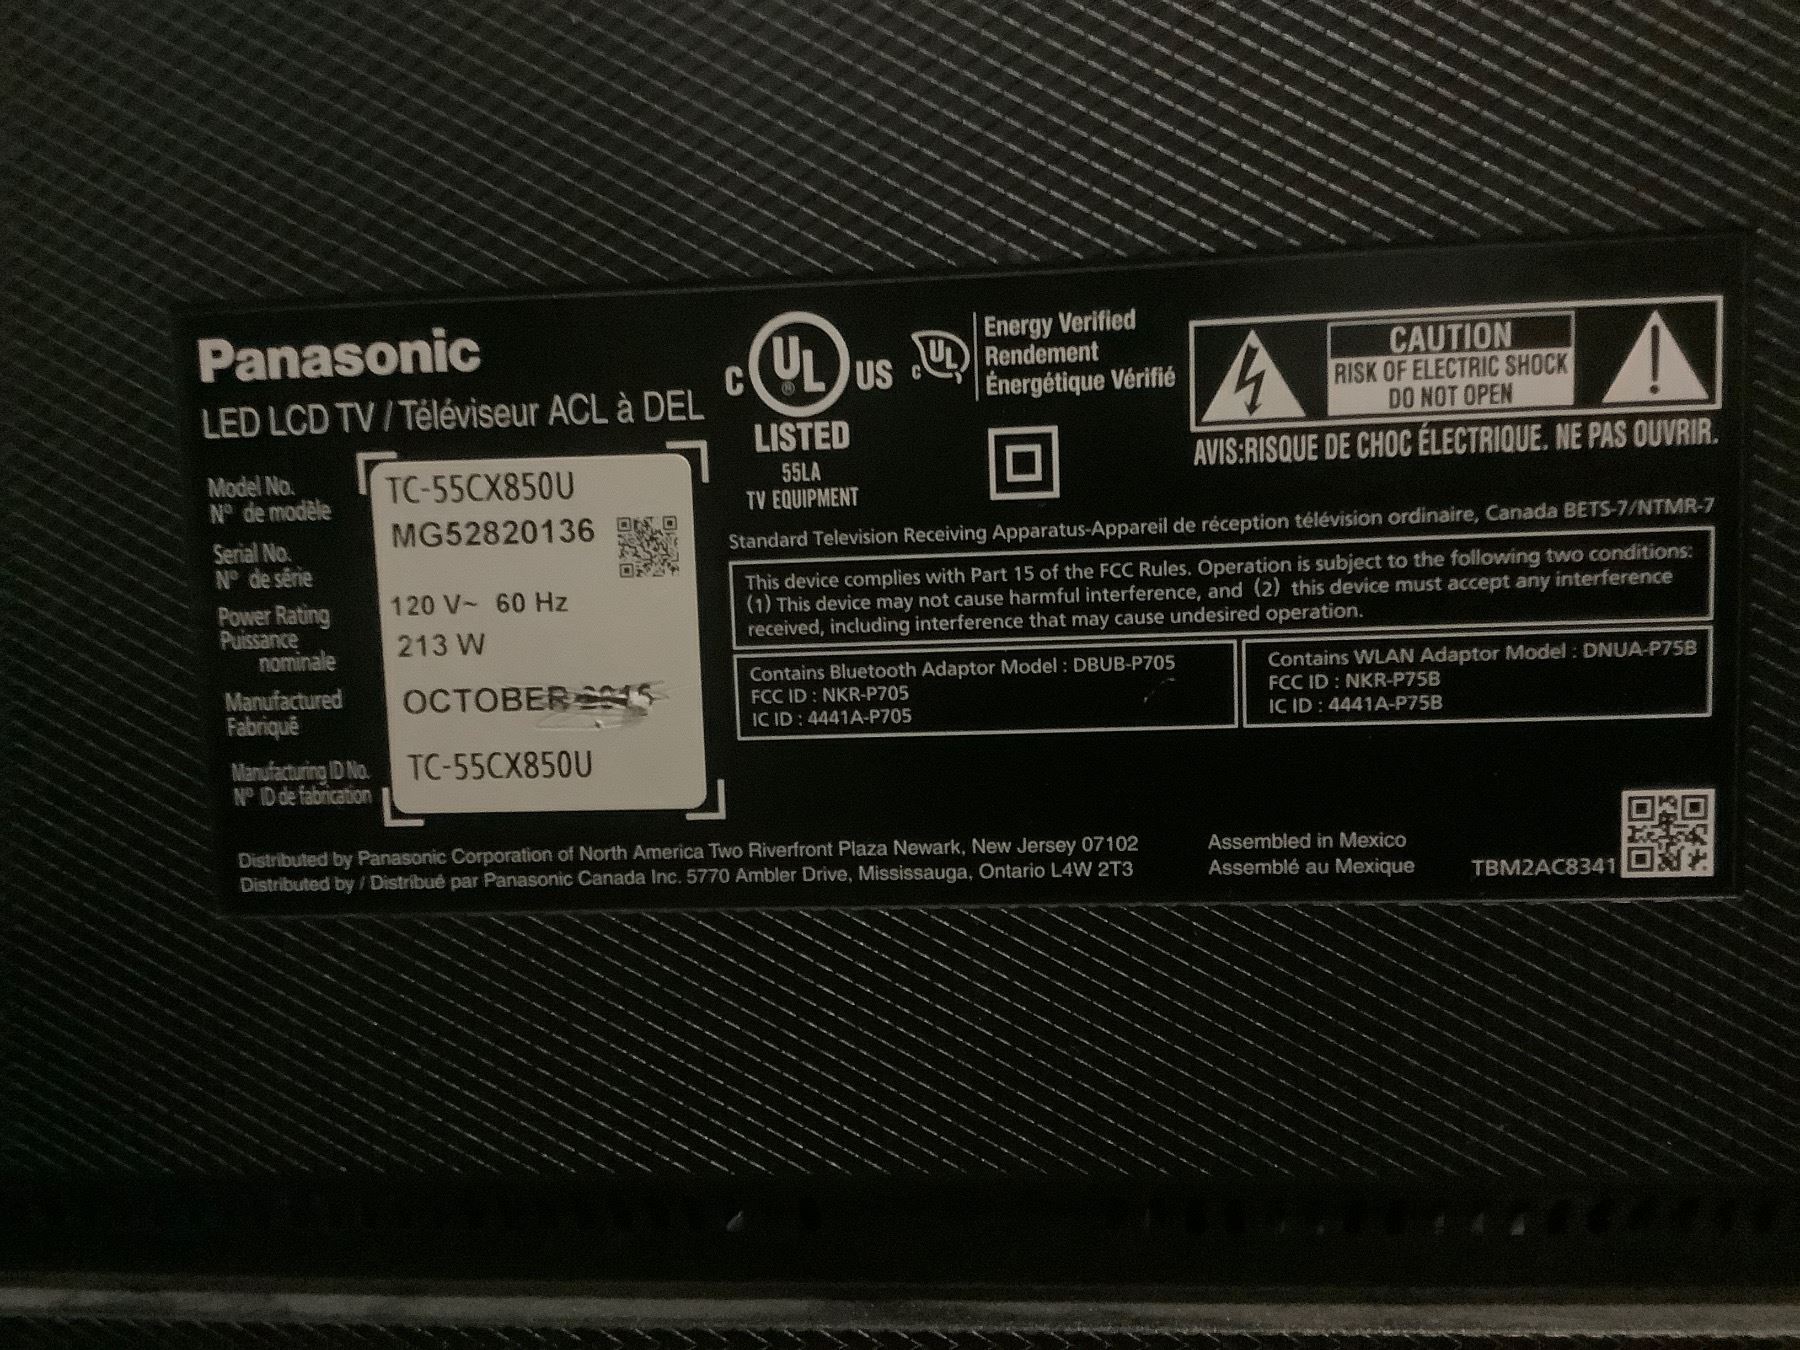 Panasonic
LED LCD TV / Téléviseur ACL à DEL
Model No.
N° de modèle
TC-55CX850U
Serial No.
N° de série
MG52820136
Power Rating
Puissance
nominale
120 V~ 60 Hz
213 W
Manufactured
Fabriqué
OCTOBER
Manufacturing ID No.
N° ID de fabrication
TC-55CX850U
C UL US
®
LISTED
55LA
TV EQUIPMENT
c UL
Energy Verified
Rendement
Énergétique Vérifié
CAUTION
RISK OF ELECTRIC SHOCK
DO NOT OPEN
AVIS:RISQUE DE CHOC ÉLECTRIQUE. NE PAS OUVRIR.
Standard Television Receiving Apparatus-Appareil de réception télévision ordinaire, Canada BETS-7/NTMR-7
This device complies with Part 15 of the FCC Rules. Operation is subject to the following two conditions:
(1) This device may not cause harmful interference, and (2) this device must accept any interference
received, including interference that may cause undesired operation.
Contains Bluetooth Adaptor Model : DBUB-P705
FCC ID : NKR-P705
IC ID : 4441A-P705
Contains WLAN Adaptor Model : DNUA-P75B
FCC ID : NKR-P75B
IC ID : 4441A-P75B
Distributed by Panasonic Corporation of North America Two Riverfront Plaza Newark, New Jersey 07102
Distributed by / Distribué par Panasonic Canada Inc. 5770 Ambler Drive, Mississauga, Ontario L4W 2T3
Assembled in Mexico
Assemblé au Mexique
TBM2AC8341